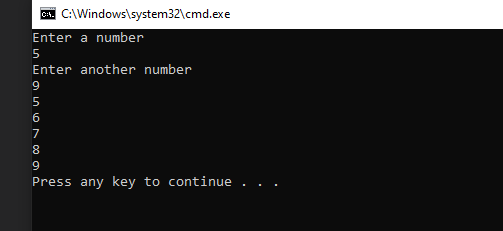 C:\Windows\system32\cmd.exe
Enter a number
5
Enter another number
9
5
6
7
8
9
Press any key to continue . . .